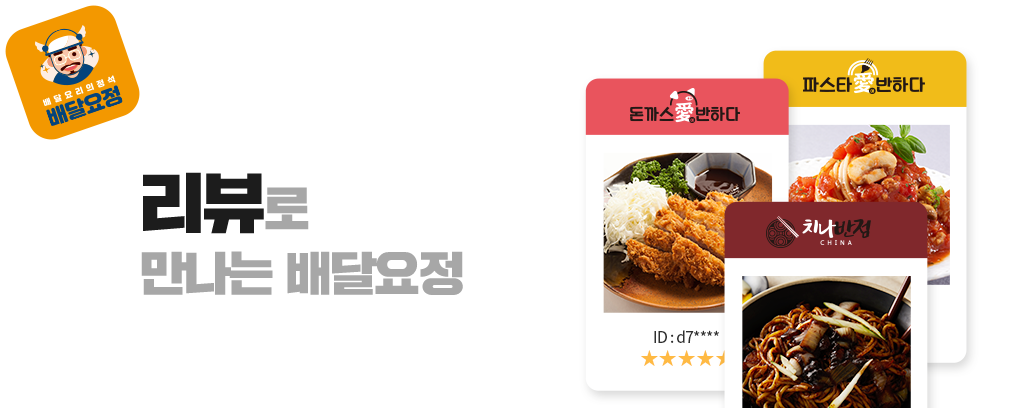 배달요리의정석
배달요정
리뷰로
만나는 배달요정
파스타愛반하다
돈까스愛반하다
치나반점
CHINA
ID : d7****